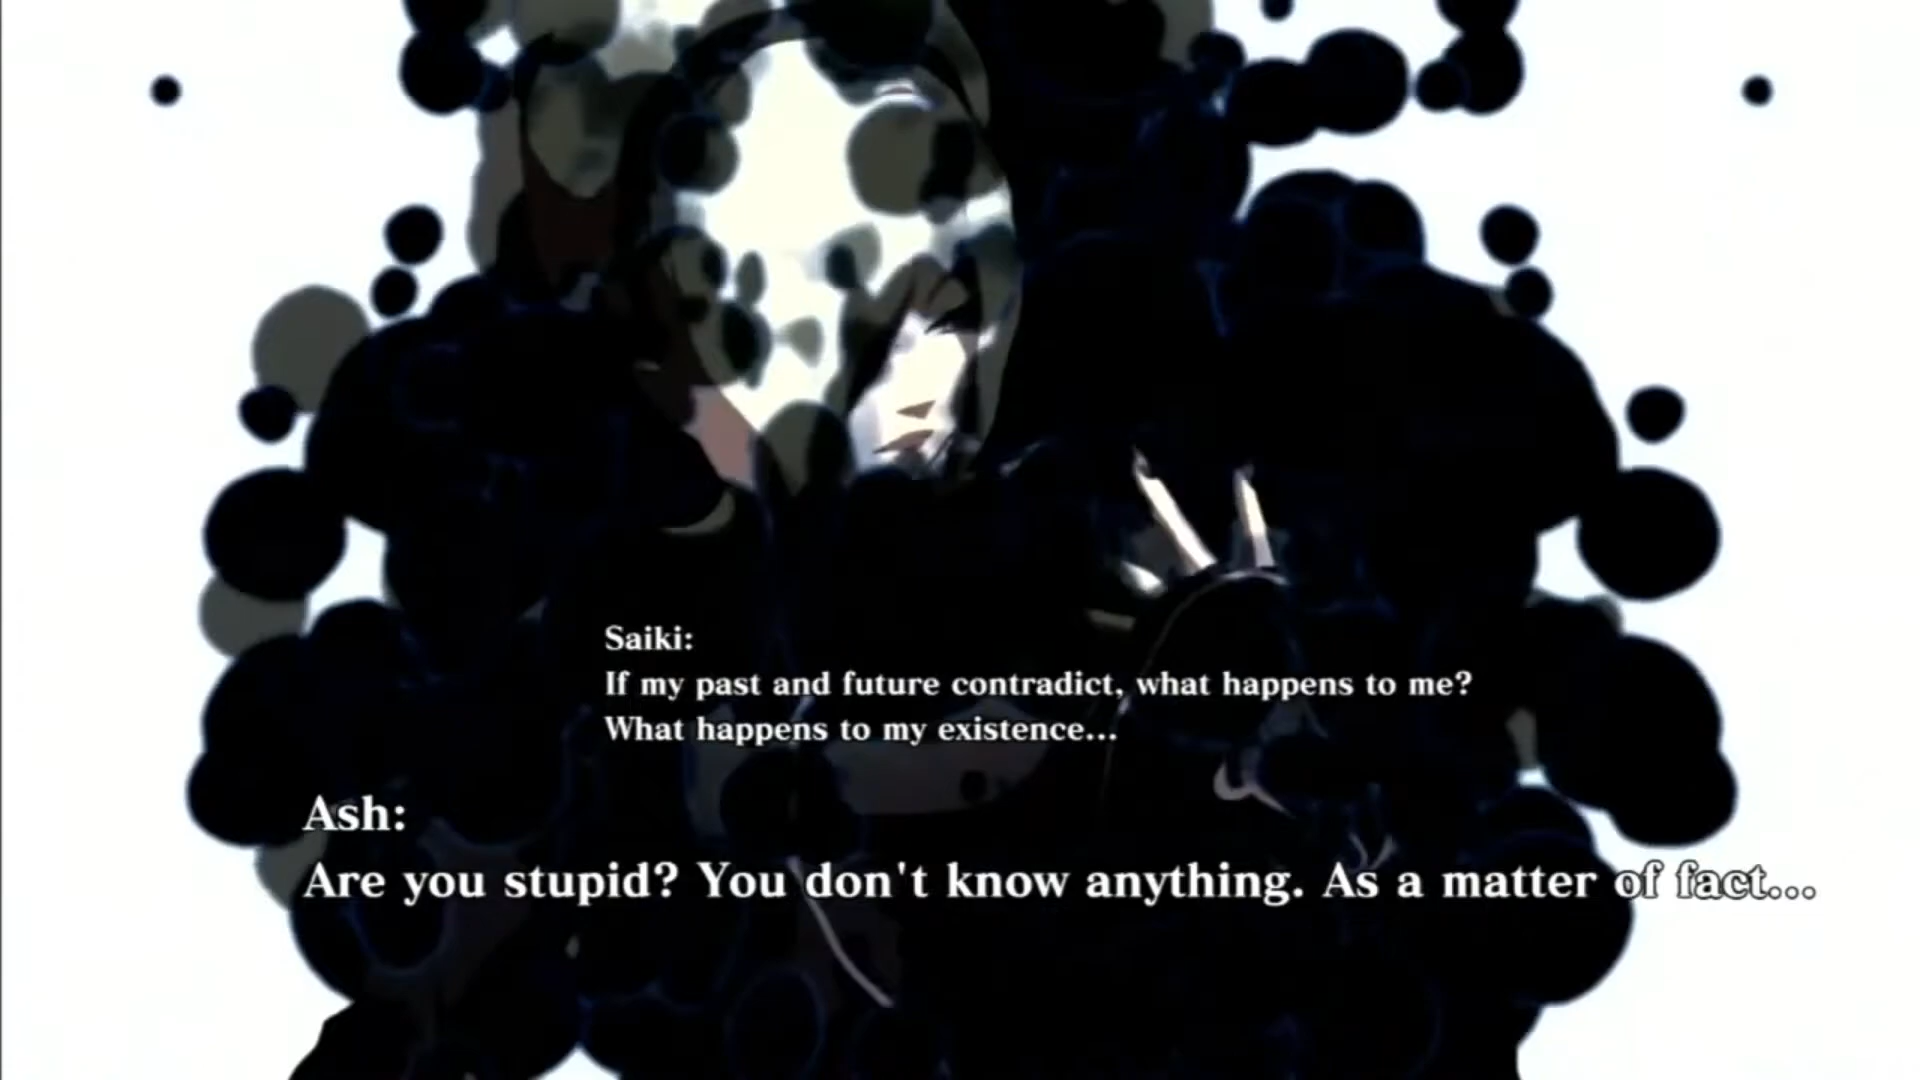 Saiki:
If my past and future contradict, what happens to me?
What happens to my existence...
Ash:
Are you stupid? You don't know anything. As a matter of fact...